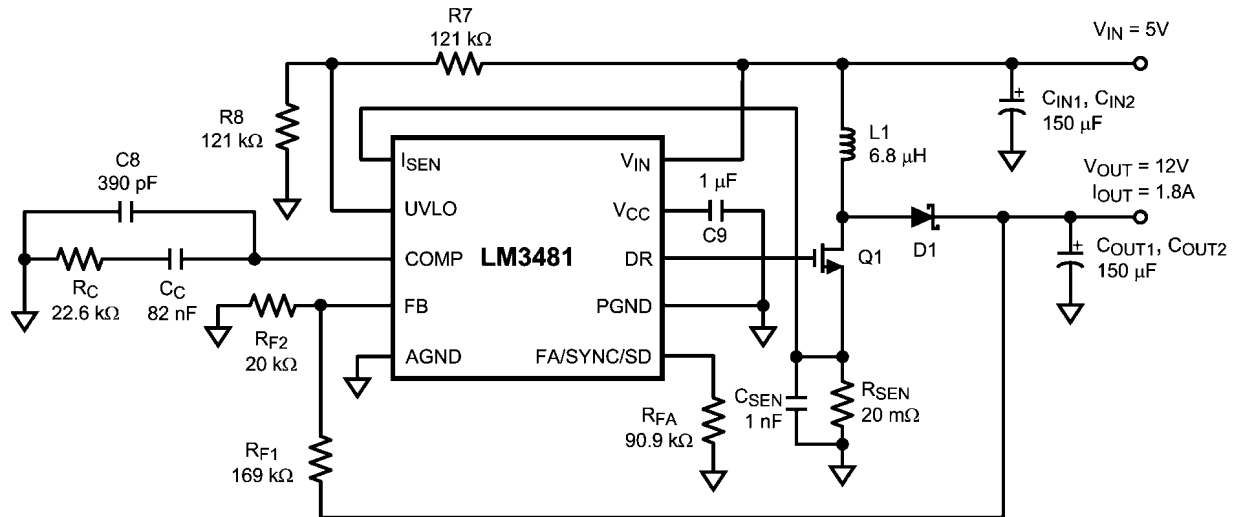 R7
121 kΩ
V_IN = 5V
R8
121 kΩ
C_IN1, C_IN2
150 μF
L1
6.8 μH
C8
390 pF
I_SEN
V_IN
V_OUT = 12V
I_OUT = 1.8A
1 μF
UVLO
V_CC
C9
D1
COMP
LM3481
DR
Q1
C_OUT1, C_OUT2
150 μF
R_C
22.6 kΩ
C_C
82 nF
FB
PGND
R_F2
20 kΩ
AGND
FA/SYNC/SD
C_SEN
1 nF
R_SEN
20 mΩ
R_FA
90.9 kΩ
R_F1
169 kΩ